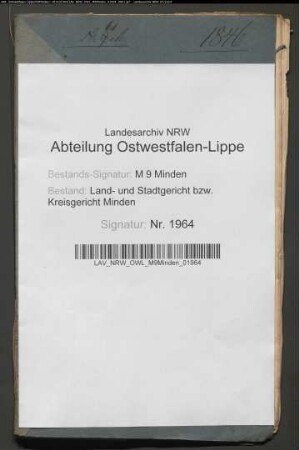 1846
Landesarchiv NRW
Abteilung Ostwestfalen-Lippe
Bestands-Signatur: M 9 Minden
Bestand: Land- und Stadtgericht bzw.
Kreisgericht Minden
Signatur: Nr. 1964
LAV_NRW_OWL_M9Minden_01964